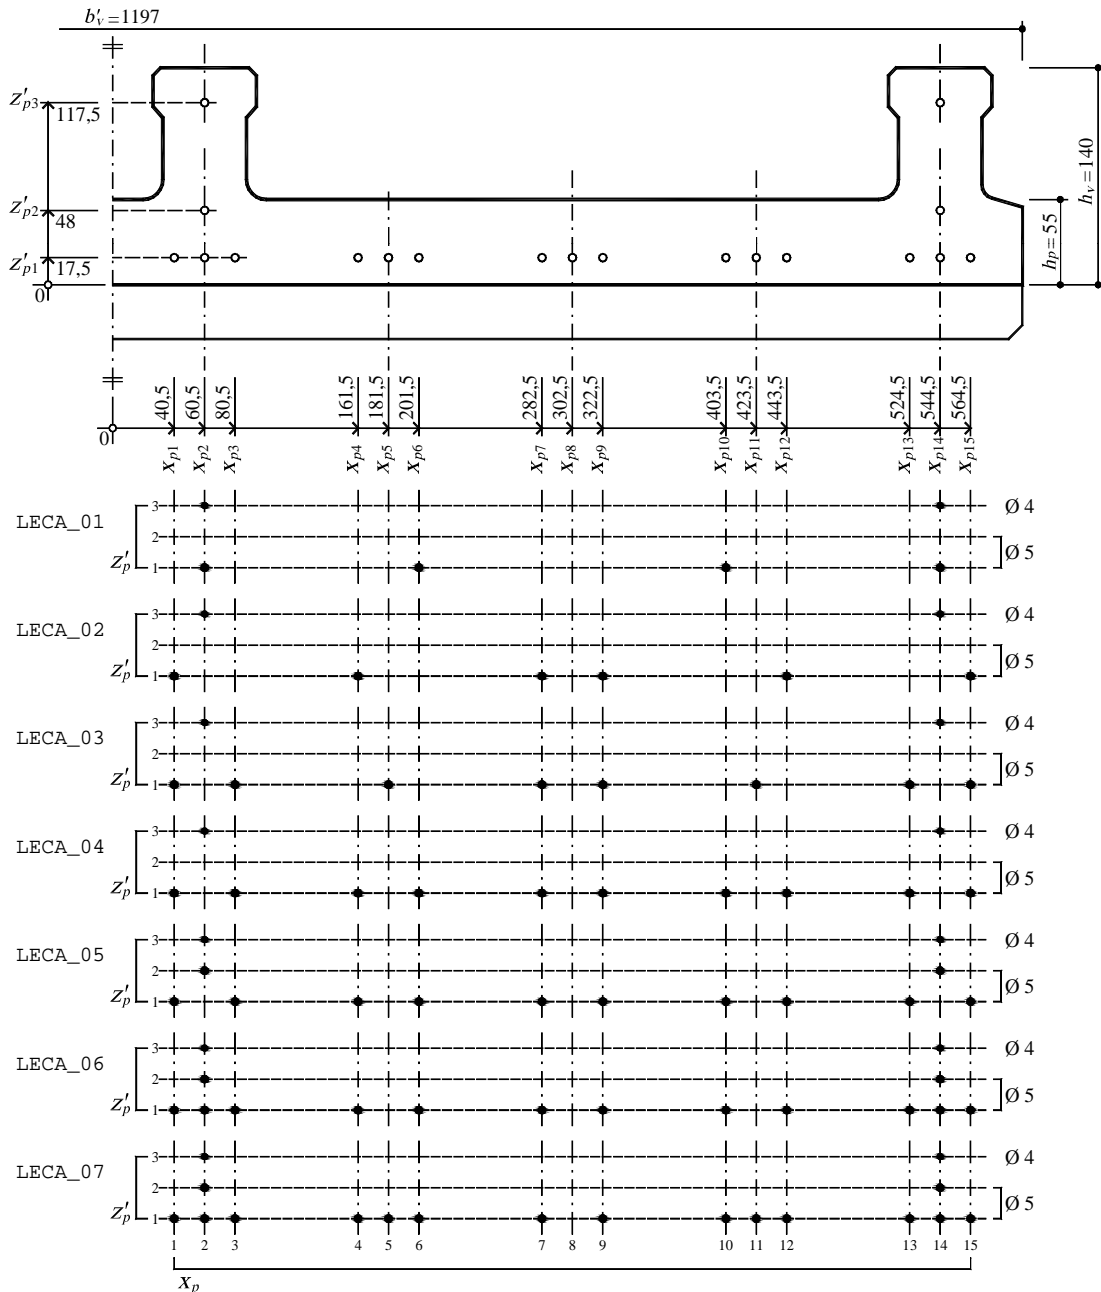 b′v=1197
z′p3
117,5
z′p2
48
z′p1
17,5
0
hp=55
hv=140
40,5
60,5
80,5
161,5
181,5
201,5
282,5
302,5
322,5
403,5
423,5
443,5
524,5
544,5
564,5
0
xp1
xp2
xp3
xp4
xp5
xp6
xp7
xp8
xp9
xp10
xp11
xp12
xp13
xp14
xp15
LECA_01
z′p
3
2
1
Ø 4
Ø 5
LECA_02
z′p
3
2
1
Ø 4
Ø 5
LECA_03
z′p
3
2
1
Ø 4
Ø 5
LECA_04
z′p
3
2
1
Ø 4
Ø 5
LECA_05
z′p
3
2
1
Ø 4
Ø 5
LECA_06
z′p
3
2
1
Ø 4
Ø 5
LECA_07
z′p
3
2
1
Ø 4
Ø 5
1 2 3 4 5 6 7 8 9 10 11 12 13 14 15
xp